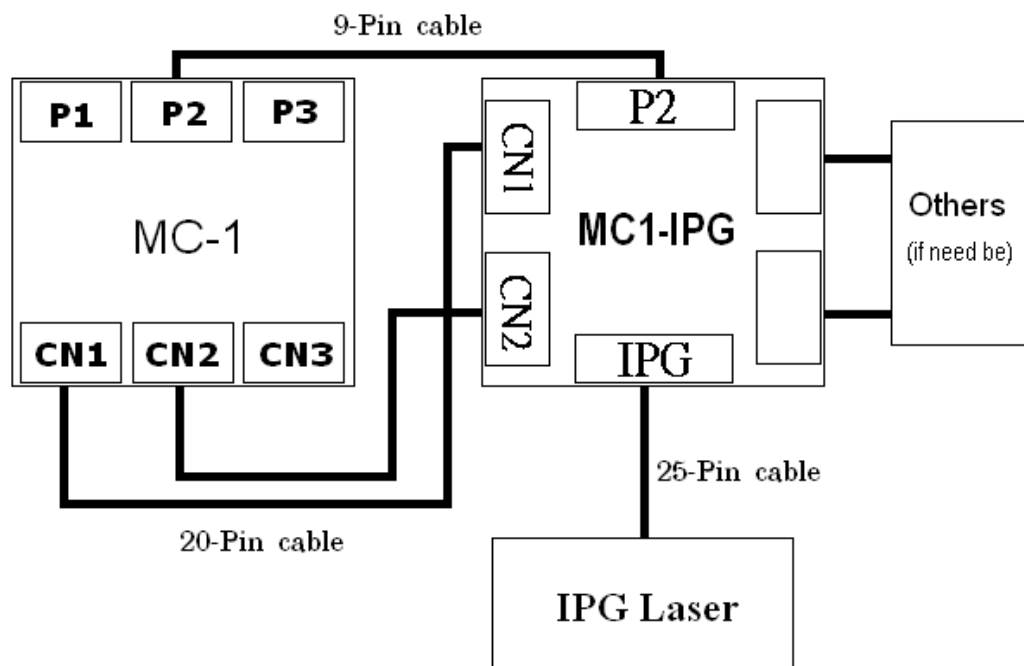 9-Pin cable
P1
P2
P3
MC-1
CN1
CN2
CN3
P2
CN1
MC1-IPG
CN2
IPG
Others
(if need be)
25-Pin cable
20-Pin cable
IPG Laser